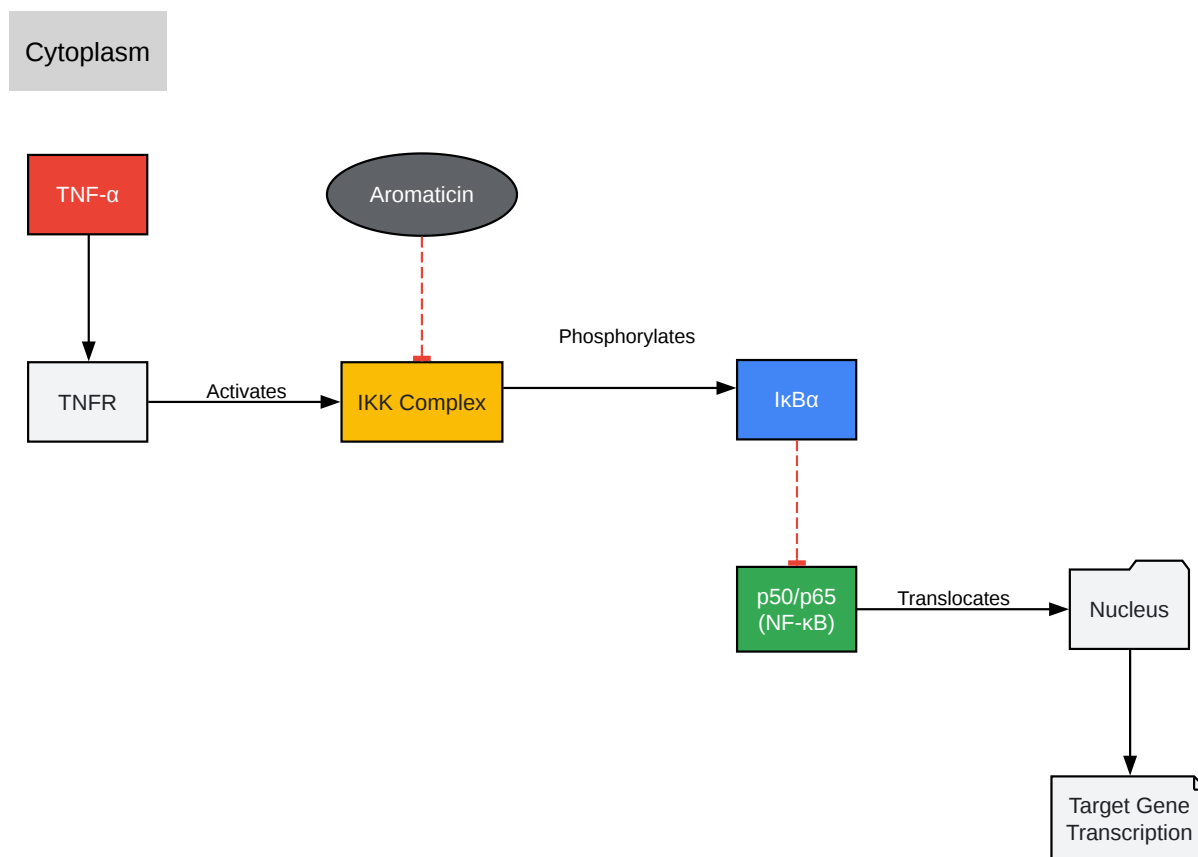 Cytoplasm
TNF-α
Aromaticin
Phosphorylates
TNFR
Activates
IKK Complex
IκBα
p50/p65
(NF-κB)
Translocates
Nucleus
Target Gene
Transcription